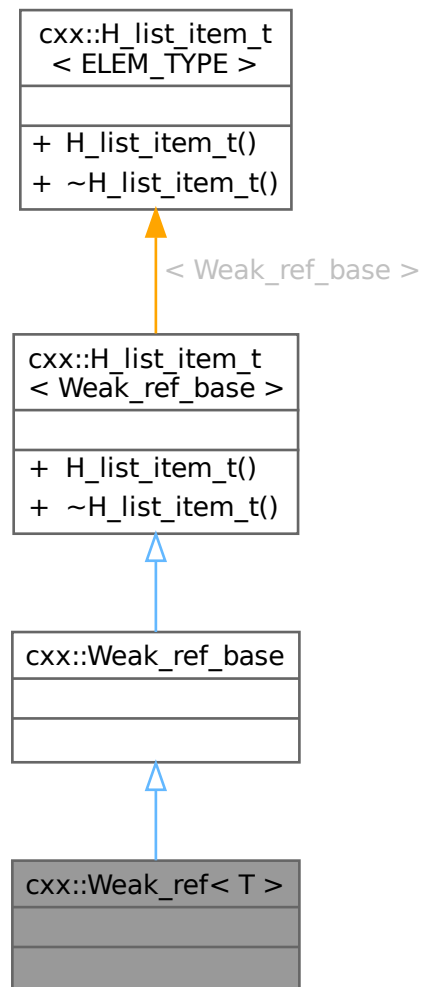 cxx::H_list_item_t
< ELEM_TYPE >
+ H_list_item_t()
+ ~H_list_item_t()
< Weak_ref_base >
cxx::H_list_item_t
< Weak_ref_base >
+ H_list_item_t()
+ ~H_list_item_t()
cxx::Weak_ref_base
cxx::Weak_ref< T >